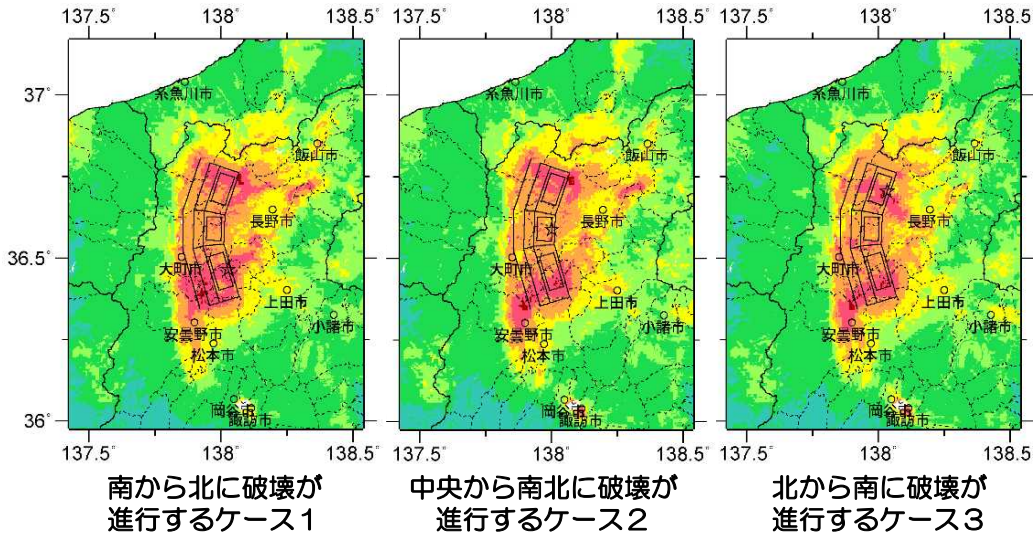 137.5° 138° 138.5° 137.5° 138° 138.5° 137.5° 138° 138.5°
糸魚川市 糸魚川市 糸魚川市
37°
飯山市 飯山市 飯山市
長野市 長野市 長野市
36.5°
大町市 大町市 大町市
上田市 上田市 上田市
小諸市 小諸市 小諸市
安曇野市 安曇野市 安曇野市
松本市 松本市 松本市
36°
岡谷市 岡谷市 岡谷市
諏訪市 諏訪市 諏訪市
137.5° 138° 138.5° 137.5° 138° 138.5° 137.5° 138° 138.5°
南から北に破壊が
進行するケース1
中央から南北に破壊が
進行するケース2
北から南に破壊が
進行するケース3